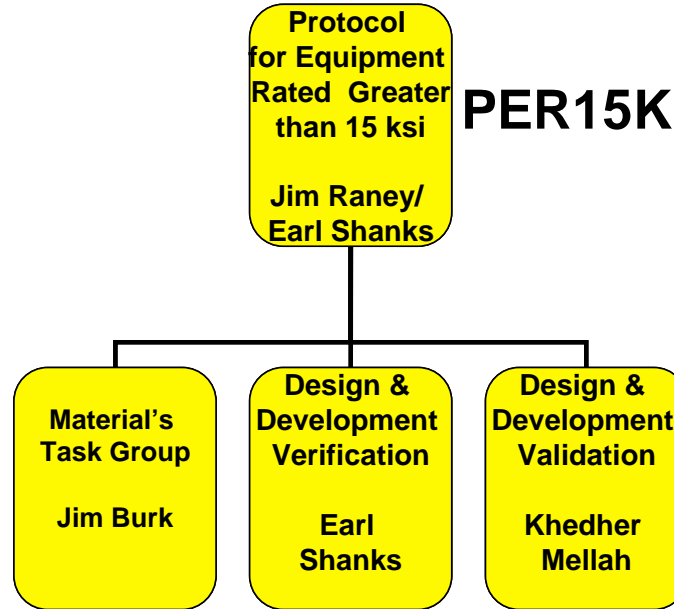 Protocol
for Equipment
Rated Greater
than 15 ksi
Jim Raney/
Earl Shanks
PER15K
Material's
Task Group
Jim Burk
Design &
Development
Verification
Earl
Shanks
Design &
Development
Validation
Khedher
Mellah